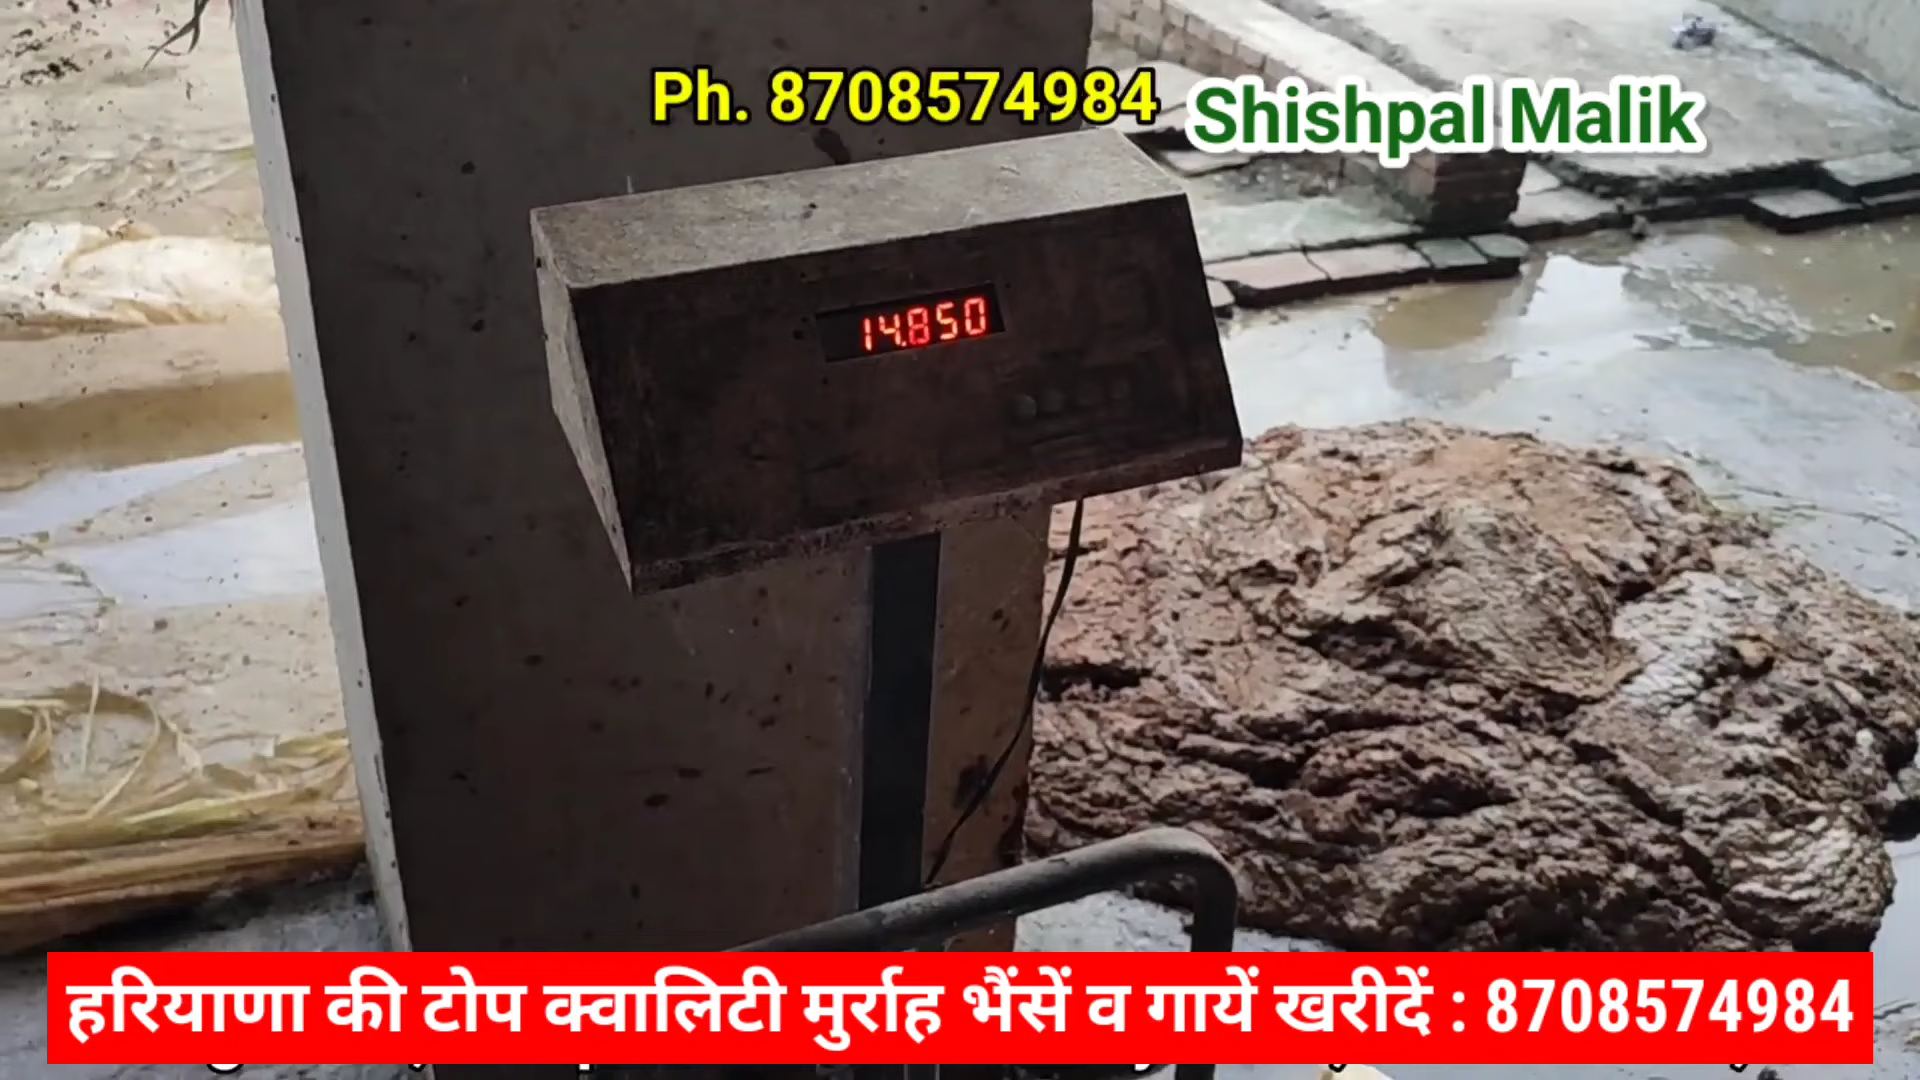 Ph. 8708574984
Shishpal Malik
14.850
हरियाणा की टोप क्वालिटी मुर्राह भैंसें व गायें खरीदें : 8708574984